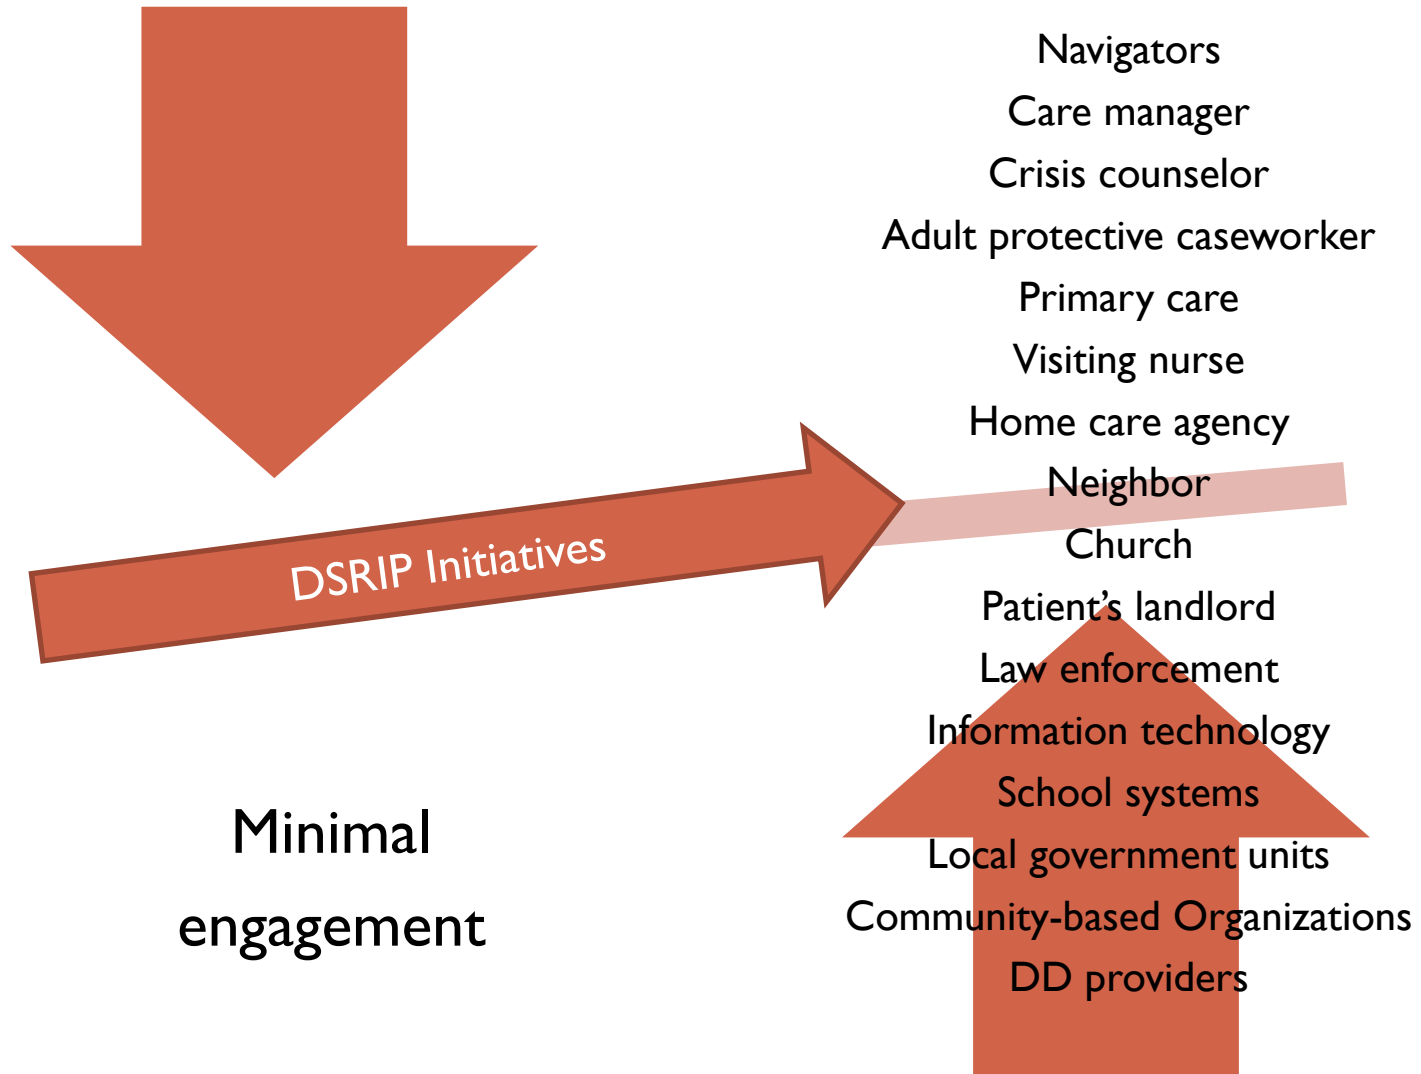 Navigators
Care manager
Crisis counselor
Adult protective caseworker
Primary care
Visiting nurse
Home care agency
Neighbor
Church
Patient’s landlord
Law enforcement
Information technology
School systems
Local government units
Community-based Organizations
DD providers
DSRIP Initiatives
Minimal
engagement